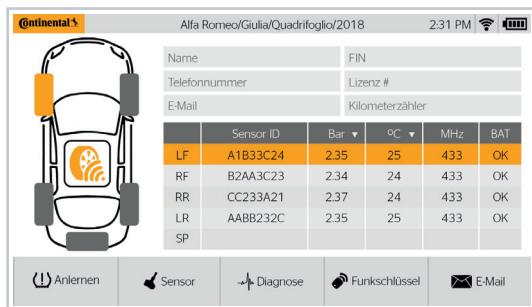 Continental Alfa Romeo/Giulia/Quadrifoglio/2018 2:31 PM
Name FIN
Telefonnummer Lizenz #
E-Mail Kilometerzähler
Sensor ID Bar ▼ ºC ▼ MHz BAT
LF A1B33C24 2.35 25 433 OK
RF B2AA3C23 2.34 24 433 OK
RR CC233A21 2.37 24 433 OK
LR AABB232C 2.35 25 433 OK
SP
(!) Anlernen Sensor Diagnose Funkschlüssel E-Mail